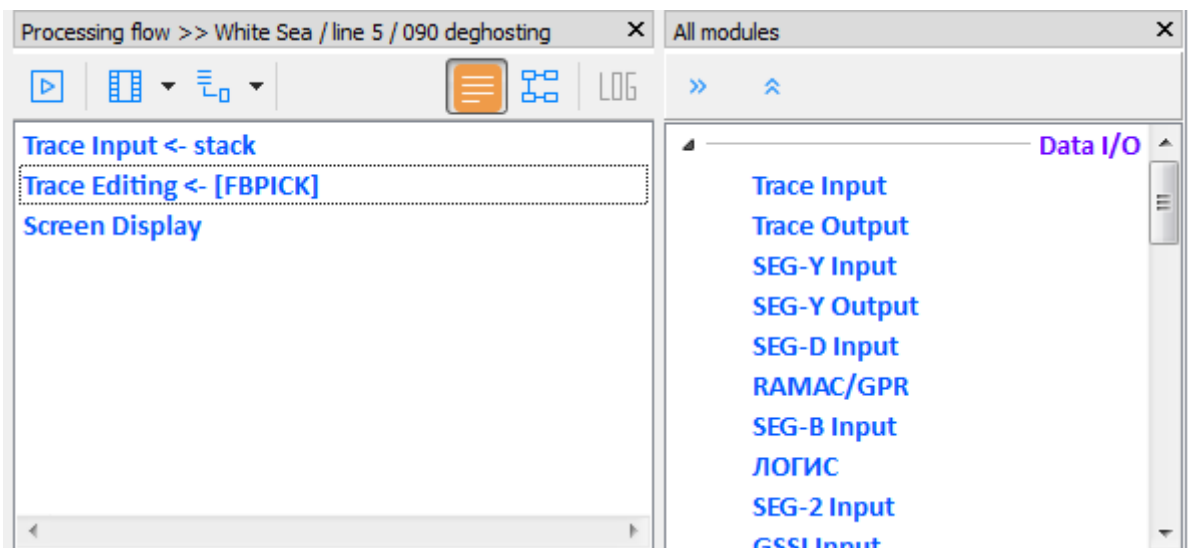 Processing flow >> White Sea / line 5 / 090 deghosting
LOG
Trace Input <- stack
Trace Editing <- [FBPICK]
Screen Display
All modules
Data I/O
Trace Input
Trace Output
SEG-Y Input
SEG-Y Output
SEG-D Input
RAMAC/GPR
SEG-B Input
ЛОГИС
SEG-2 Input
GSSI Input